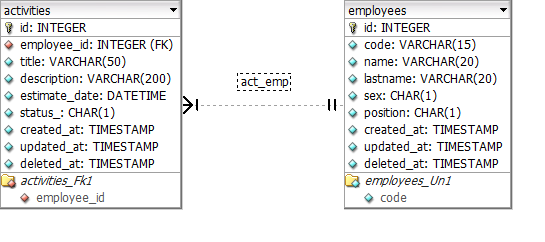 activities
id: INTEGER
employee_id: INTEGER (FK)
title: VARCHAR(50)
description: VARCHAR(200)
estimate_date: DATETIME
status_: CHAR(1)
created_at: TIMESTAMP
updated_at: TIMESTAMP
deleted_at: TIMESTAMP
activities_Fk1
employee_id
act_emp
employees
id: INTEGER
code: VARCHAR(15)
name: VARCHAR(20)
lastname: VARCHAR(20)
sex: CHAR(1)
position: CHAR(1)
created_at: TIMESTAMP
updated_at: TIMESTAMP
deleted_at: TIMESTAMP
employees_Un1
code